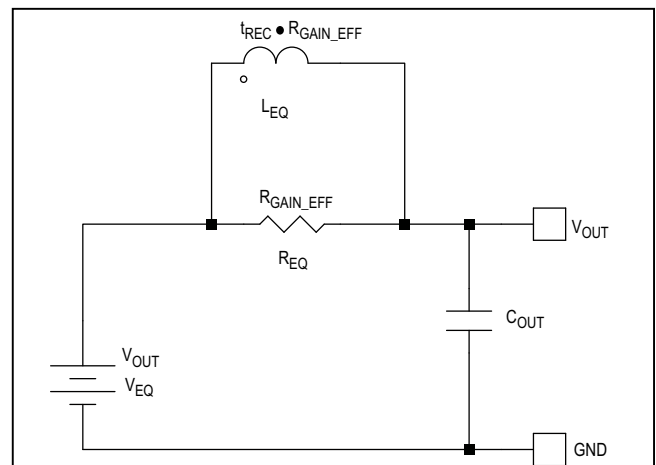 tREC • RGAIN_EFF
LEQ
RGAIN_EFF
REQ
VOUT
COUT
VOUT
VEQ
GND